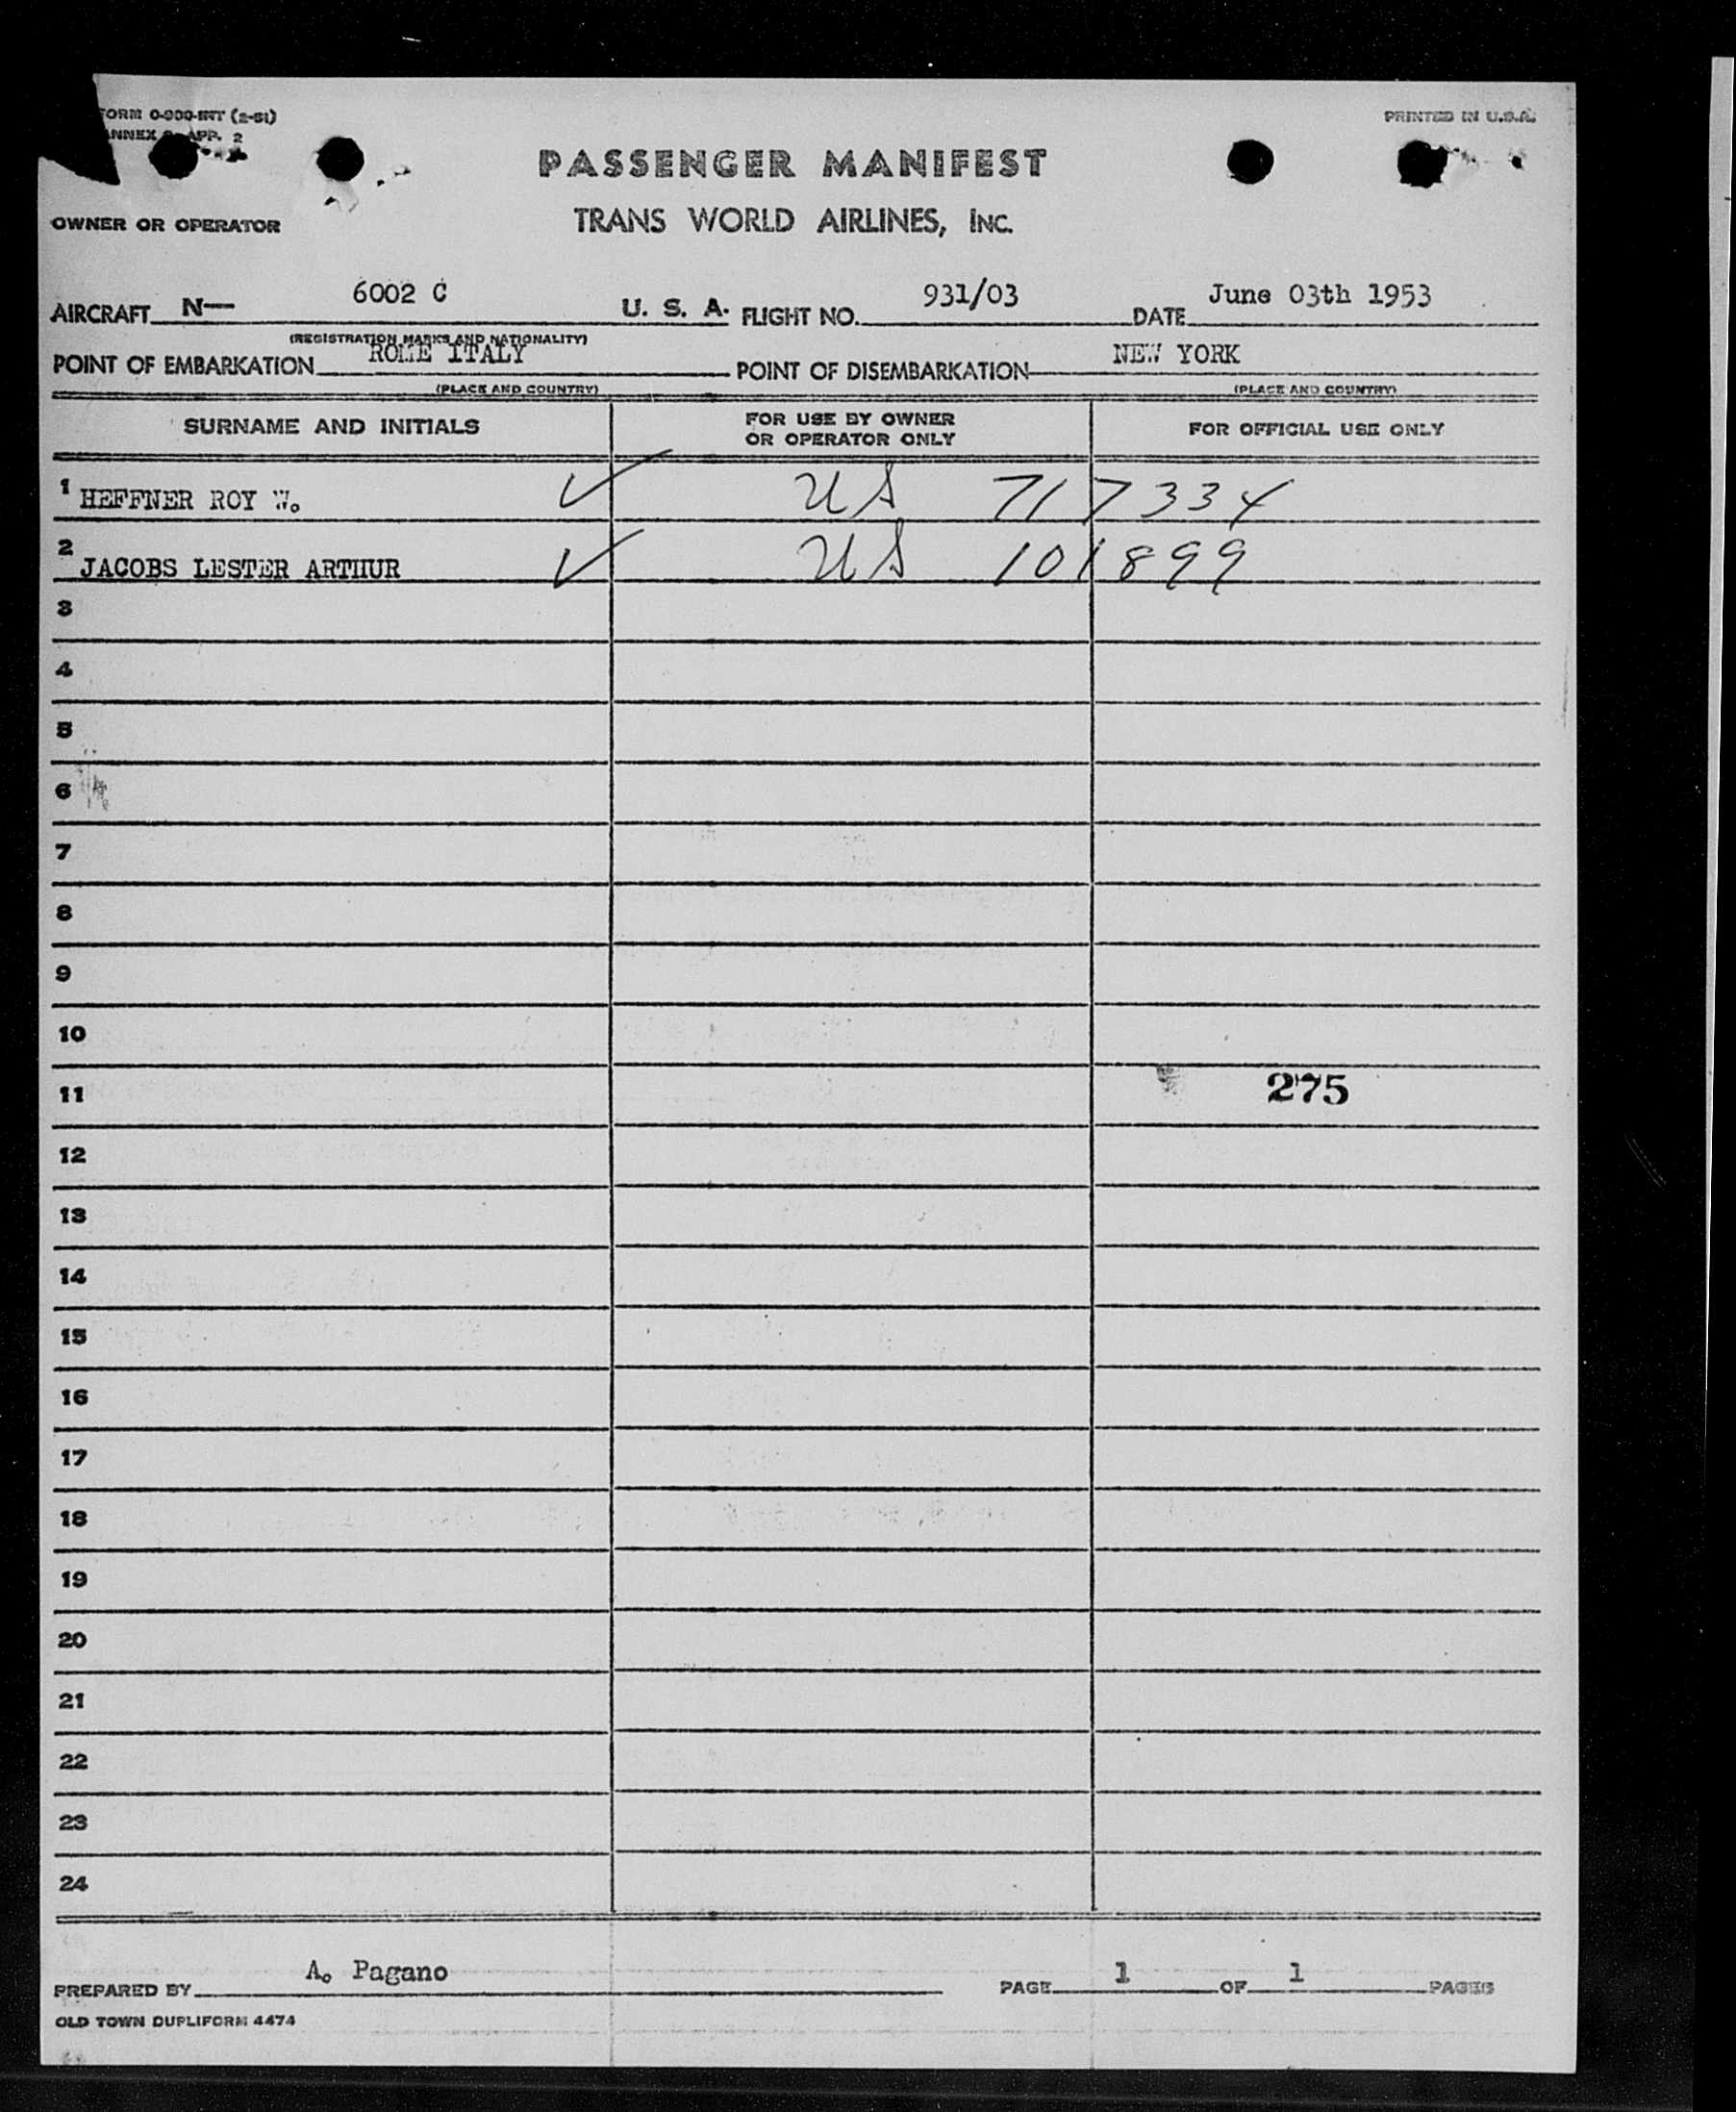 FORM O-900-INT (2-51)
PRINTED IN U.S.A.
ANNEX APP. 2
PASSENGER MANIFEST
OWNER OR OPERATOR
TRANS WORLD AIRLINES, INC.
AIRCRAFT N— 6002 C U. S. A. FLIGHT NO. 931/03 DATE June 03th 1953
(REGISTRATION MARKS AND NATIONALITY)
POINT OF EMBARKATION ROME ITALY POINT OF DISEMBARKATION NEW YORK
(PLACE AND COUNTRY) (PLACE AND COUNTRY)
SURNAME AND INITIALS FOR USE BY OWNER OR OPERATOR ONLY FOR OFFICIAL USE ONLY
1 HEFFNER ROY W. ✓ US 717334
2 JACOBS LESTER ARTHUR ✓ US 101899
3
4
5
6
7
8
9
10
11 275
12
13
14
15
16
17
18
19
20
21
22
23
24
PREPARED BY A. Pagano PAGE 1 OF 1 PAGES
OLD TOWN DUPLIFORM 4474